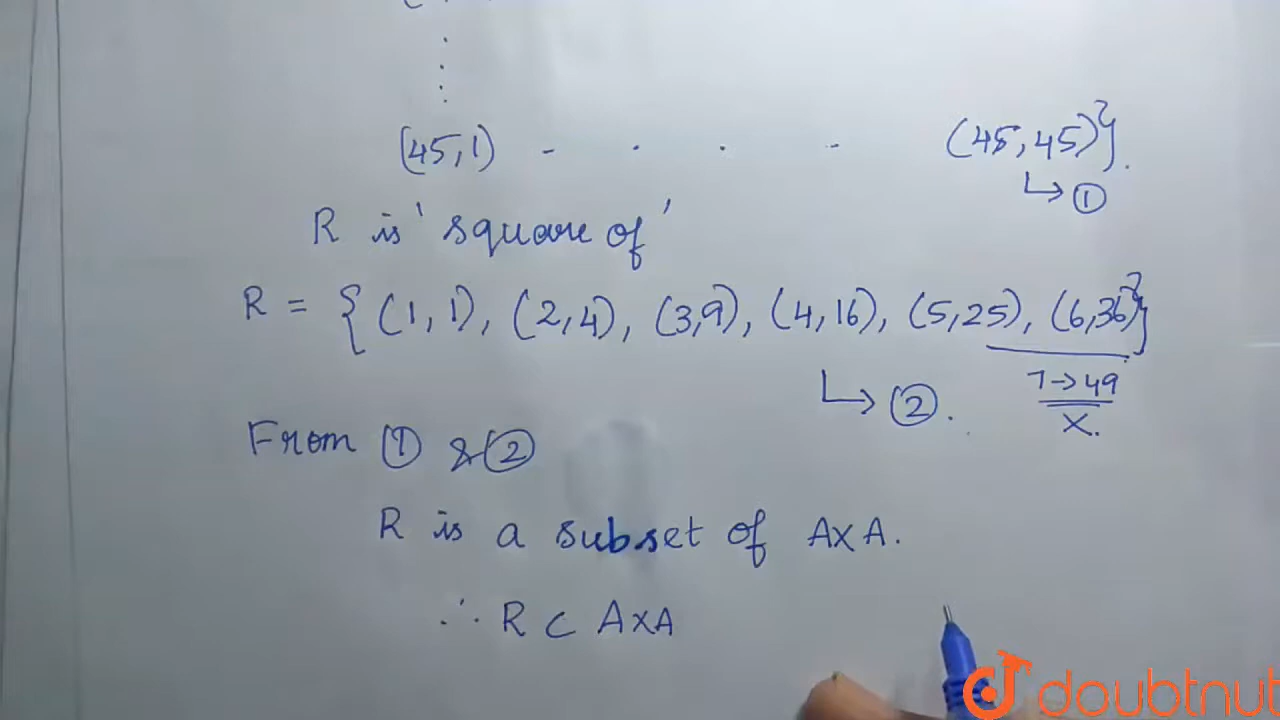 (45,1) - . . - (45,45)}.
↳ ①
R is 'square of'
R = { (1,1), (2,4), (3,9), (4,16), (5,25), (6,36)}
↳ ②. 7→49
X.
From ① & ②
R is a subset of A×A.
∴ R ⊂ A×A
doubtnut